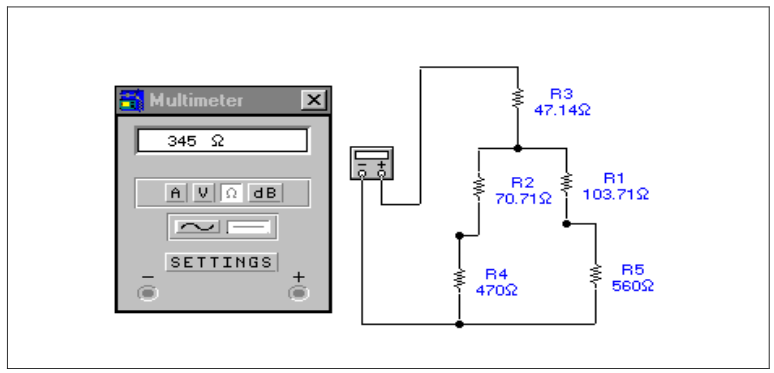 Multimeter
345 Ω
A V Ω dB
SETTINGS
− +
− +
R3
47.14Ω
R2
70.71Ω
R1
103.71Ω
R4
470Ω
R5
560Ω